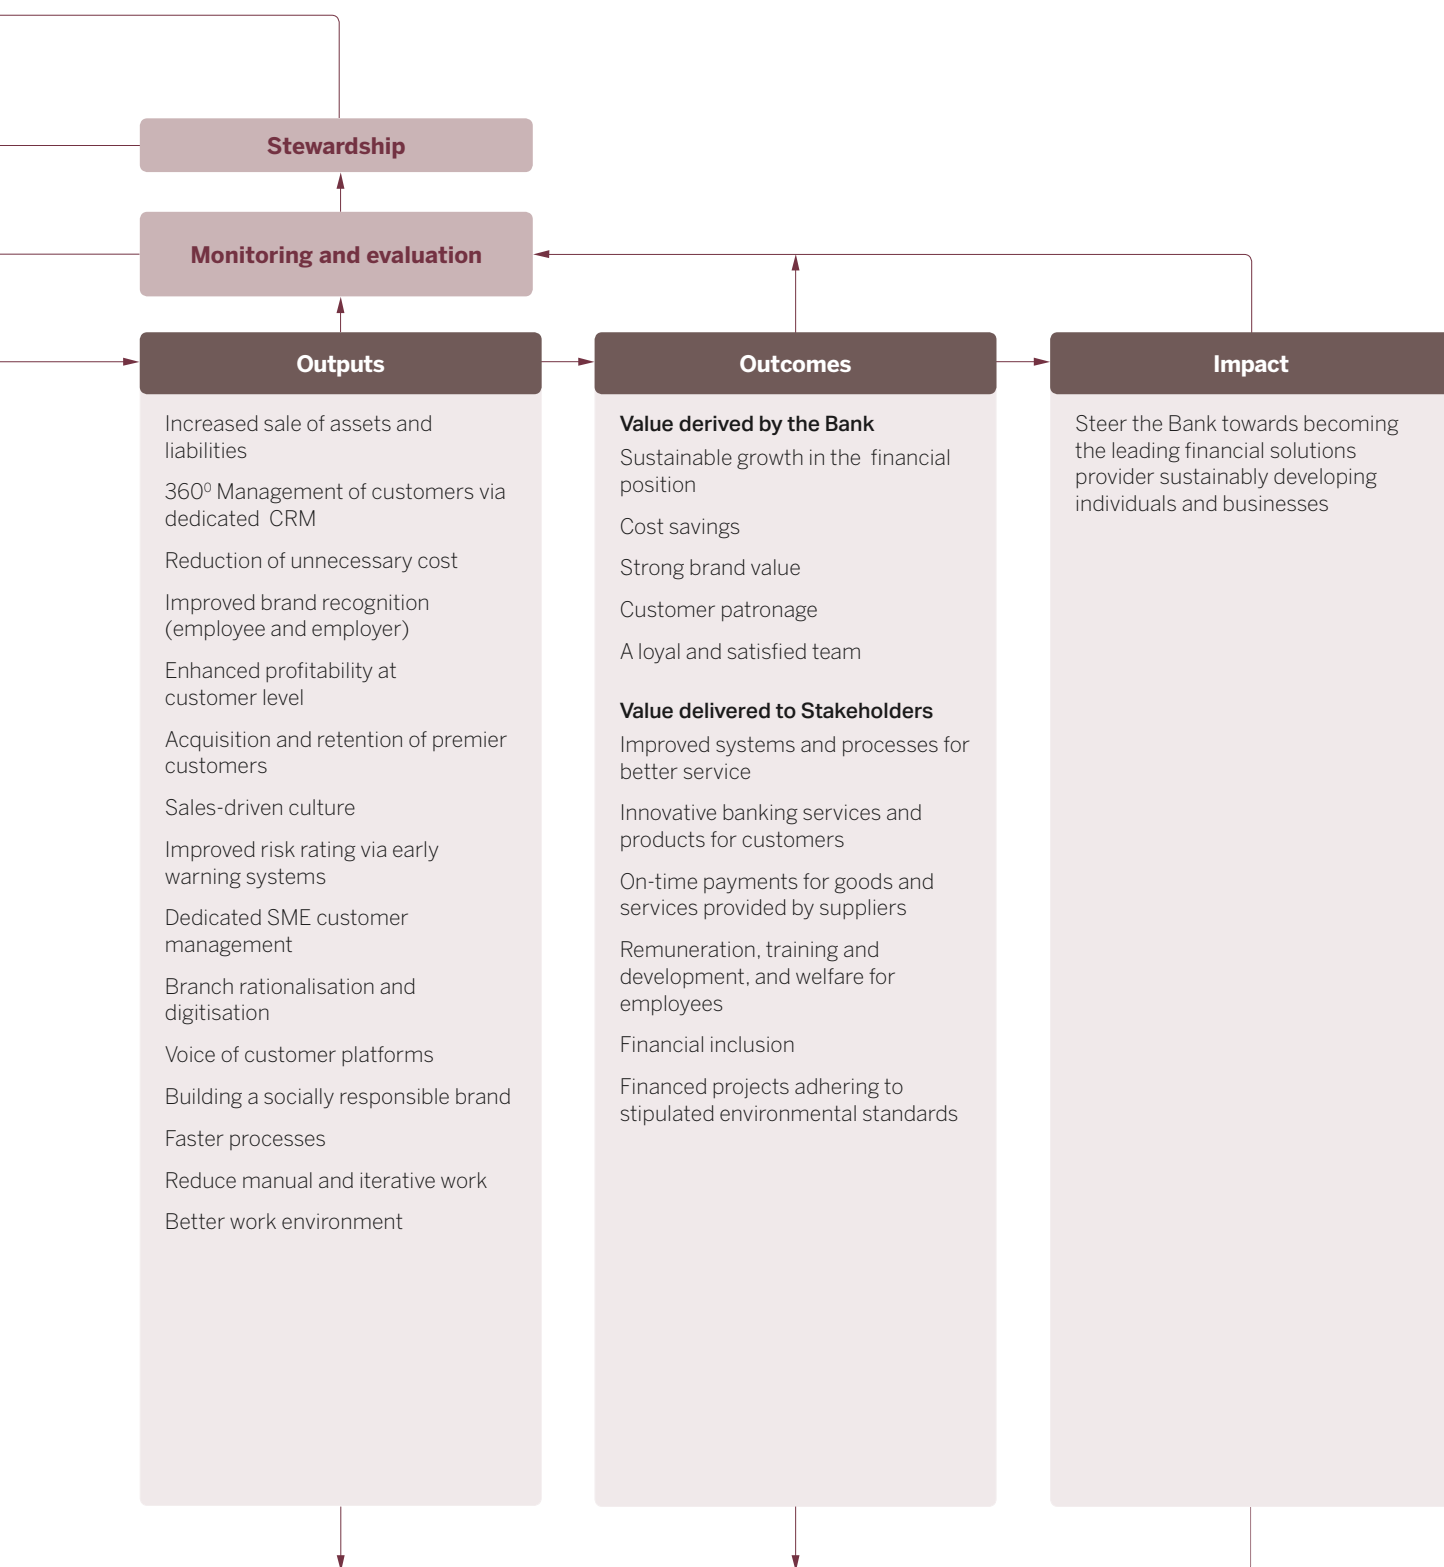 Stewardship
Monitoring and evaluation
Outputs
Increased sale of assets and
liabilities
360⁰ Management of customers via
dedicated CRM
Reduction of unnecessary cost
Improved brand recognition
(employee and employer)
Enhanced profitability at
customer level
Acquisition and retention of premier
customers
Sales-driven culture
Improved risk rating via early
warning systems
Dedicated SME customer
management
Branch rationalisation and
digitisation
Voice of customer platforms
Building a socially responsible brand
Faster processes
Reduce manual and iterative work
Better work environment
Outcomes
Value derived by the Bank
Sustainable growth in the financial
position
Cost savings
Strong brand value
Customer patronage
A loyal and satisfied team
Value delivered to Stakeholders
Improved systems and processes for
better service
Innovative banking services and
products for customers
On-time payments for goods and
services provided by suppliers
Remuneration, training and
development, and welfare for
employees
Financial inclusion
Financed projects adhering to
stipulated environmental standards
Impact
Steer the Bank towards becoming
the leading financial solutions
provider sustainably developing
individuals and businesses